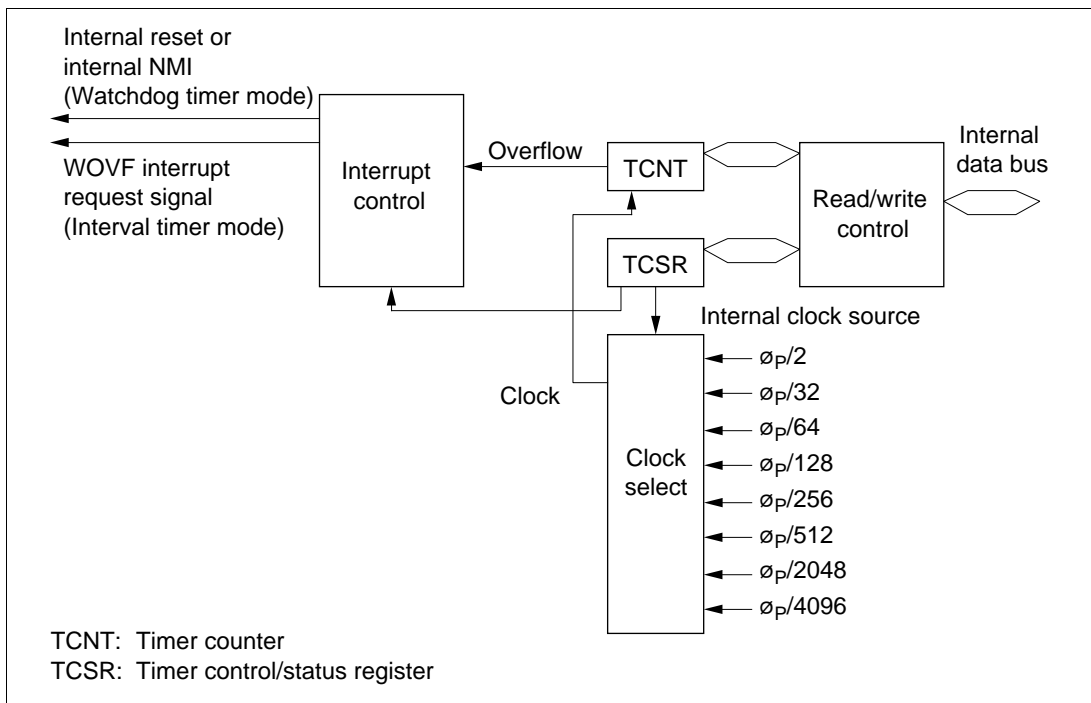 Internal reset or
internal NMI
(Watchdog timer mode)
WOVF interrupt
request signal
(Interval timer mode)
Interrupt
control
Overflow
TCNT
TCSR
Read/write
control
Internal
data bus
Internal clock source
Clock
Clock
select
øP/2
øP/32
øP/64
øP/128
øP/256
øP/512
øP/2048
øP/4096
TCNT: Timer counter
TCSR: Timer control/status register